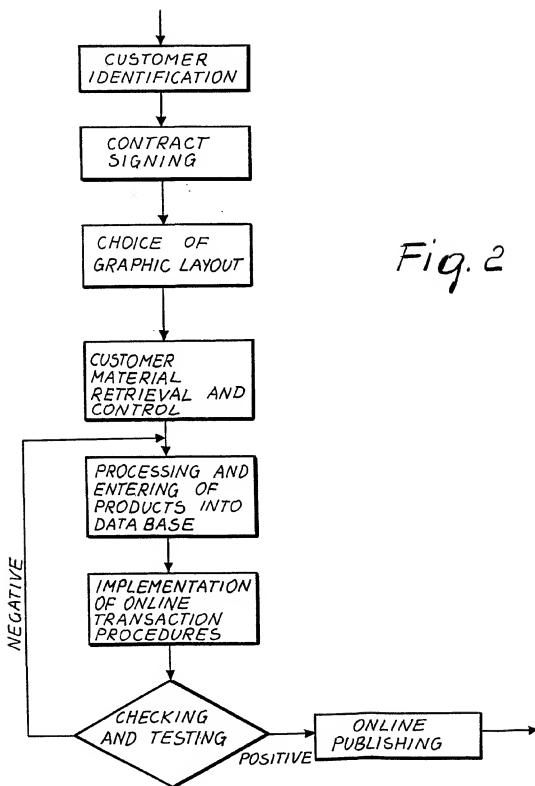 CUSTOMER
IDENTIFICATION
CONTRACT
SIGNING
CHOICE OF
GRAPHIC LAYOUT
Fig. 2
CUSTOMER
MATERIAL
RETRIEVAL AND
CONTROL
PROCESSING AND
ENTERING OF
PRODUCTS INTO
DATA BASE
IMPLEMENTATION
OF ONLINE
TRANSACTION
PROCEDURES
NEGATIVE
CHECKING
AND TESTING
POSITIVE
ONLINE
PUBLISHING